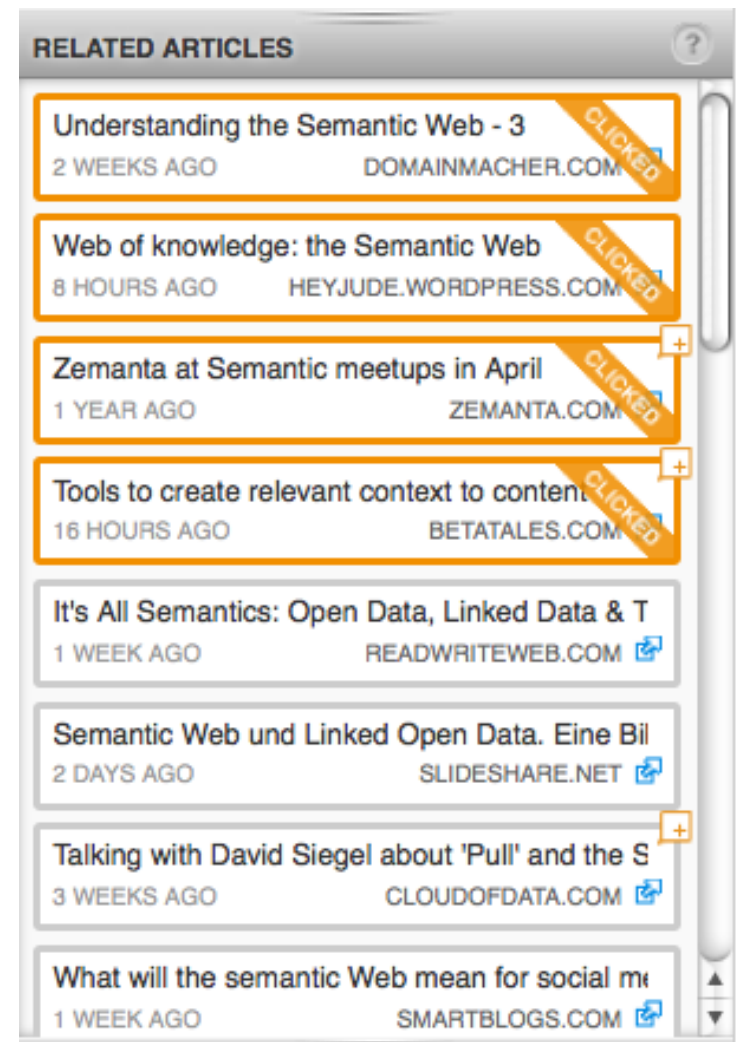 RELATED ARTICLES ?
Understanding the Semantic Web - 3
2 WEEKS AGO DOMAINMACHER.COM
CLICKED
Web of knowledge: the Semantic Web
8 HOURS AGO HEYJUDE.WORDPRESS.COM
CLICKED
+
Zemanta at Semantic meetups in April
1 YEAR AGO ZEMANTA.COM
CLICKED
+
Tools to create relevant context to content
16 HOURS AGO BETATALES.COM
CLICKED
It's All Semantics: Open Data, Linked Data & T
1 WEEK AGO READWRITEWEB.COM
Semantic Web und Linked Open Data. Eine Bil
2 DAYS AGO SLIDESHARE.NET
+
Talking with David Siegel about 'Pull' and the S
3 WEEKS AGO CLOUDOFDATA.COM
What will the semantic Web mean for social me
1 WEEK AGO SMARTBLOGS.COM